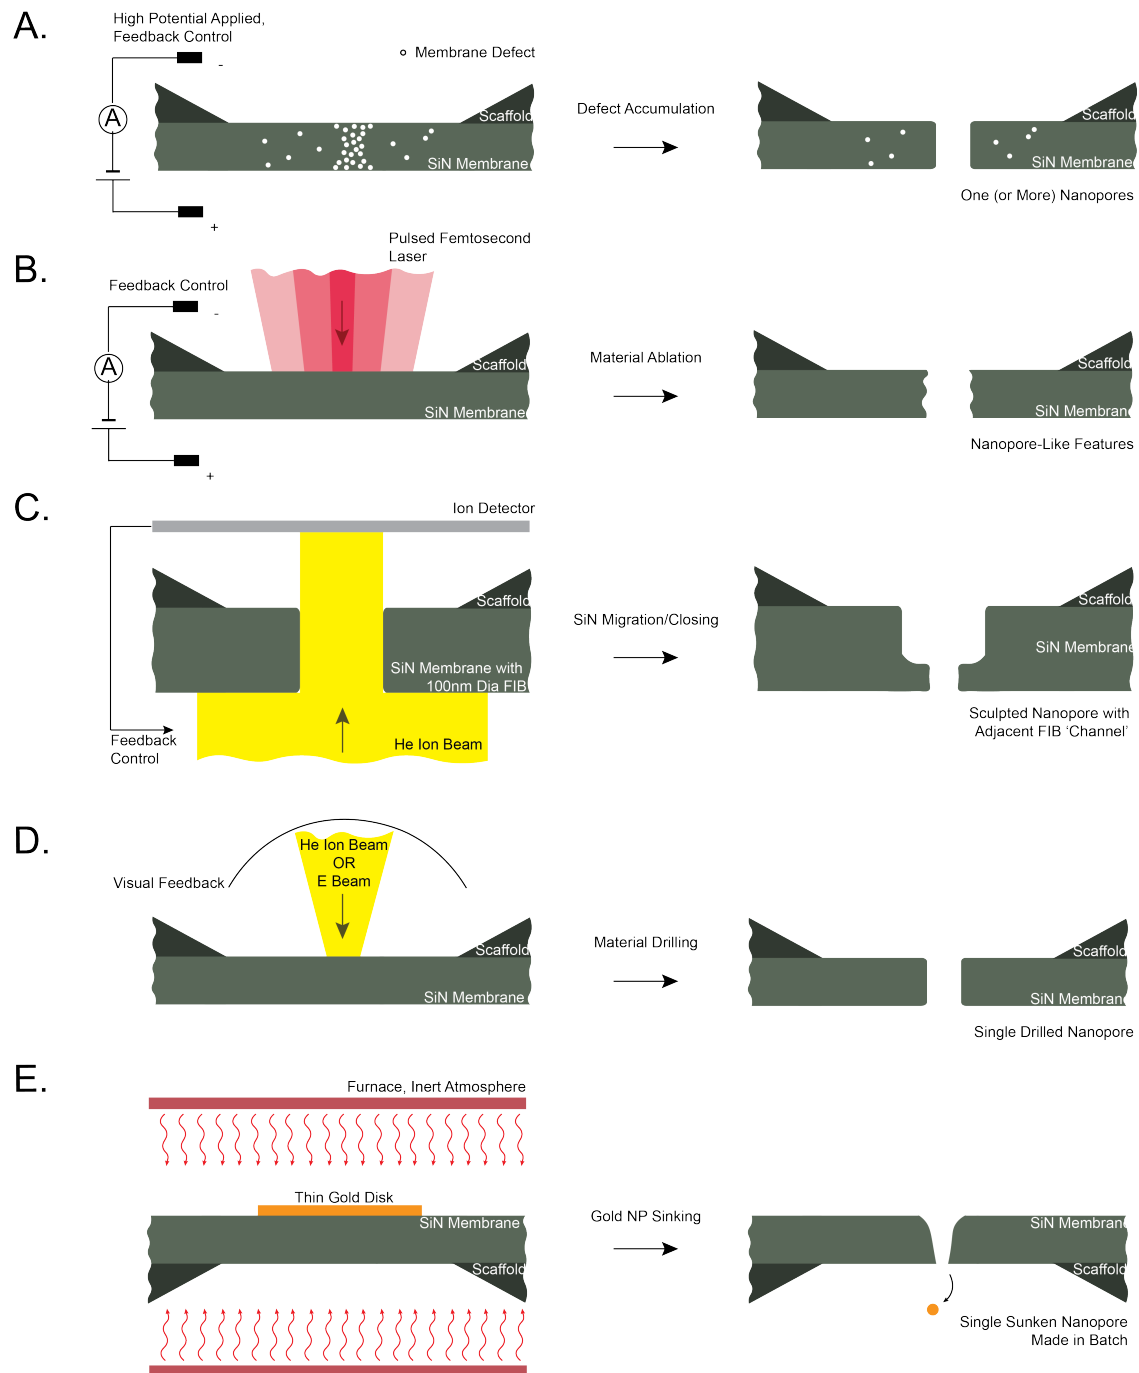 A.
High Potential Applied,
Feedback Control
-
Membrane Defect
A
Scaffold
SiN Membrane
+
Defect Accumulation
Scaffold
SiN Membrane
One (or More) Nanopores
B.
Pulsed Femtosecond
Laser
Feedback Control
-
A
Scaffold
SiN Membrane
+
Material Ablation
Scaffold
SiN Membrane
Nanopore-Like Features
C.
Ion Detector
Scaffold
SiN Membrane with
100nm Dia FIB
He Ion Beam
Feedback
Control
SiN Migration/Closing
Scaffold
SiN Membrane
Sculpted Nanopore with
Adjacent FIB ‘Channel’
D.
He Ion Beam
OR
E Beam
Visual Feedback
Scaffold
SiN Membrane
Material Drilling
Scaffold
SiN Membrane
Single Drilled Nanopore
E.
Furnace, Inert Atmosphere
Thin Gold Disk
SiN Membrane
Scaffold
Gold NP Sinking
SiN Membrane
Scaffold
Single Sunken Nanopore
Made in Batch